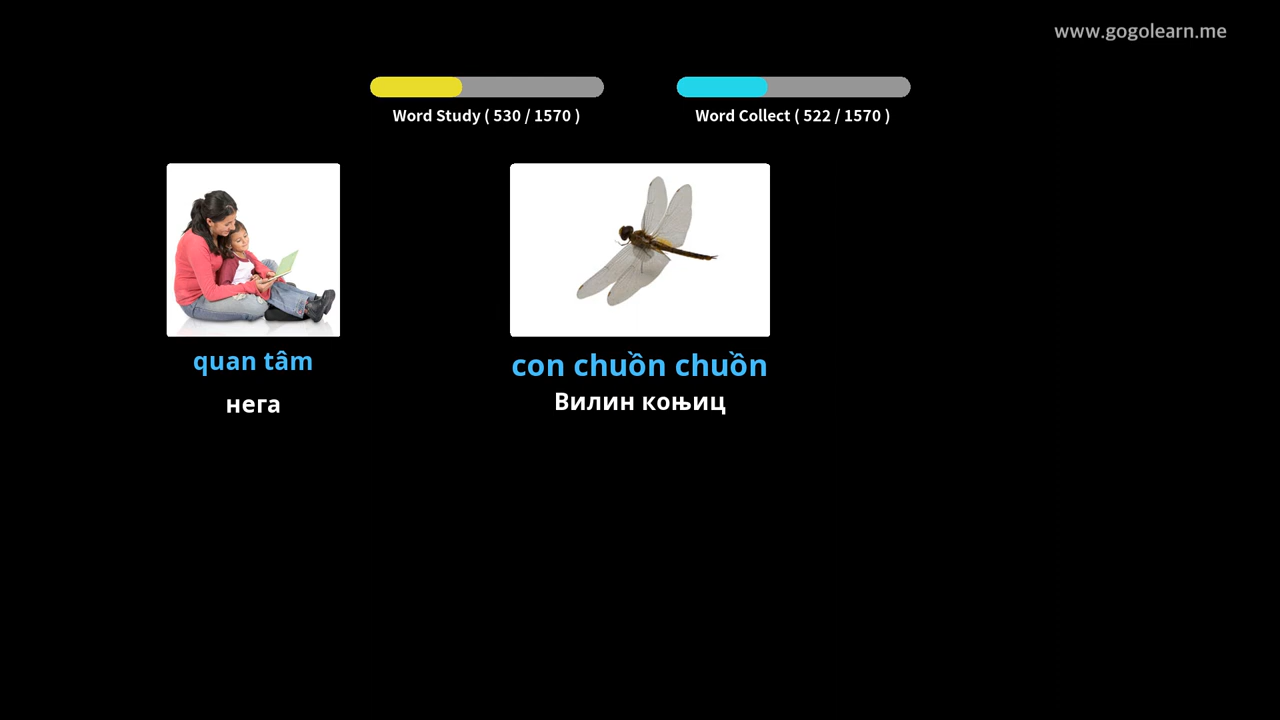 www.gogolearn.me
Word Study ( 530 / 1570 )
Word Collect ( 522 / 1570 )
quan tâm
нега
con chuồn chuồn
Вилин коњиц